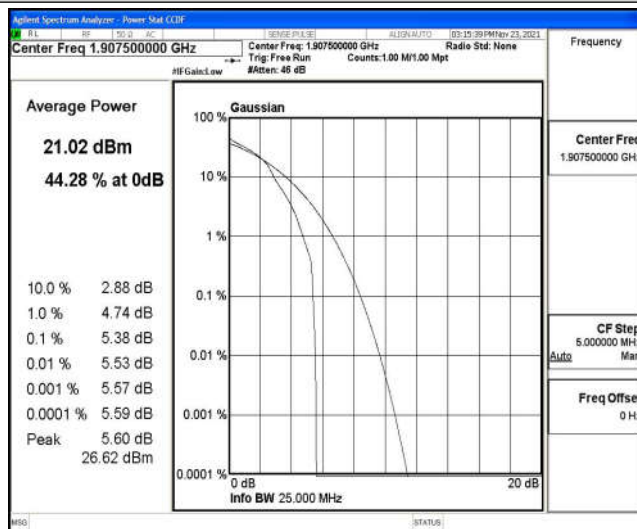 Agilent Spectrum Analyzer - Power Stat CCDF
RL RF 50 Ω AC SENSE:PULSE ALIGN AUTO 03:15:39 PM Nov 23, 2021
Center Freq 1.907500000 GHz
Center Freq: 1.907500000 GHz Radio Std: None
Trig: Free Run Counts:1.00 M/1.00 Mpt
#IFGain:Low #Atten: 46 dB
Frequency
Average Power
21.02 dBm
44.28 % at 0dB
10.0 % 2.88 dB
1.0 % 4.74 dB
0.1 % 5.38 dB
0.01 % 5.53 dB
0.001 % 5.57 dB
0.0001 % 5.59 dB
Peak 5.60 dB
26.62 dBm
Gaussian
100 %
10 %
1 %
0.1 %
0.01 %
0.001 %
0.0001 %
0 dB 20 dB
Info BW 25.000 MHz
Center Freq
1.907500000 GHz
CF Step
5.000000 MHz
Auto Man
Freq Offset
0 Hz
MSG STATUS